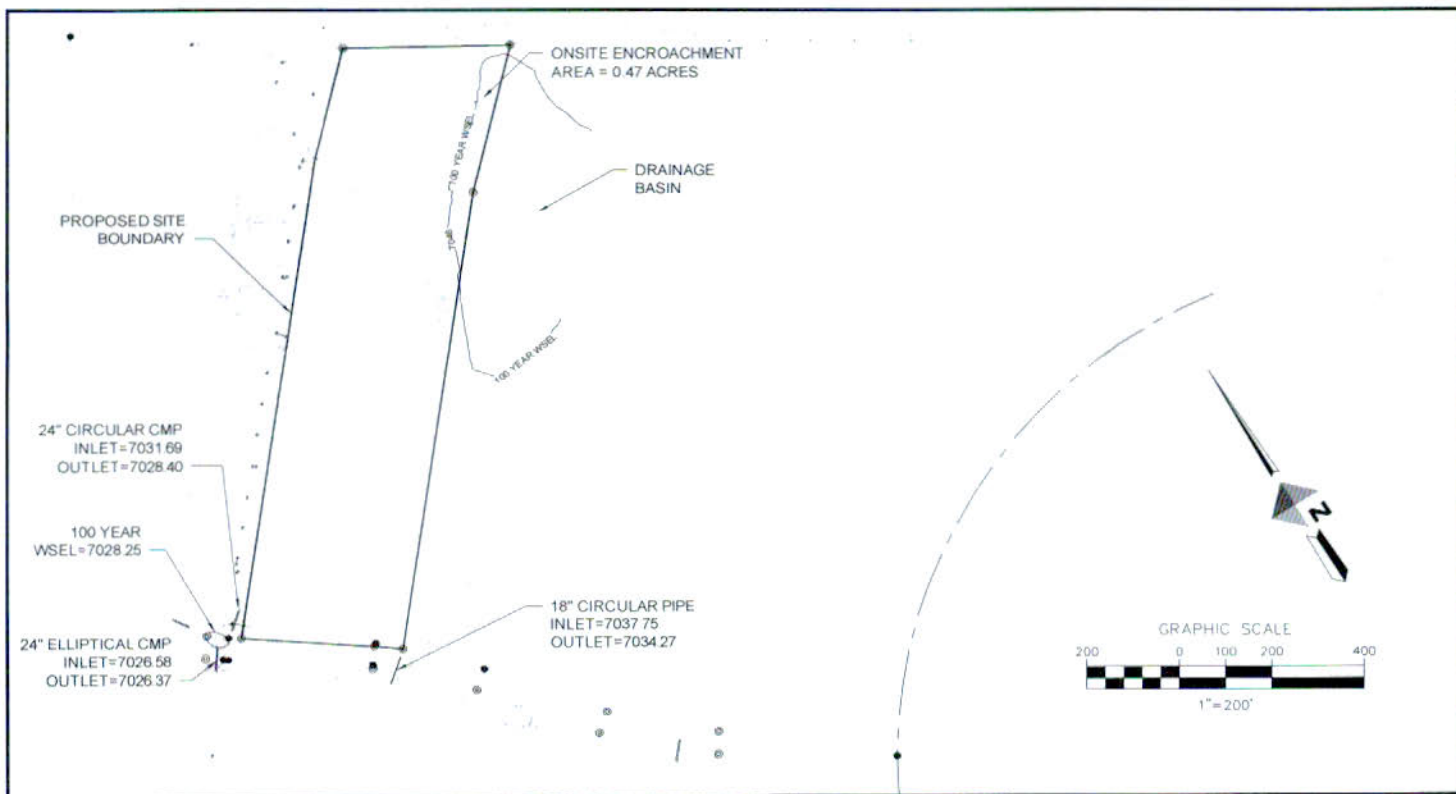 ONSITE ENCROACHMENT
AREA = 0.47 ACRES
100 YEAR WSEL
DRAINAGE
BASIN
PROPOSED SITE
BOUNDARY
100 YEAR WSEL
24" CIRCULAR CMP
INLET=7031.69
OUTLET=7028.40
100 YEAR
WSEL=7028.25
24" ELLIPTICAL CMP
INLET=7026.58
OUTLET=7026.37
18" CIRCULAR PIPE
INLET=7037.75
OUTLET=7034.27
N
GRAPHIC SCALE
200 0 100 200 400
1"=200'